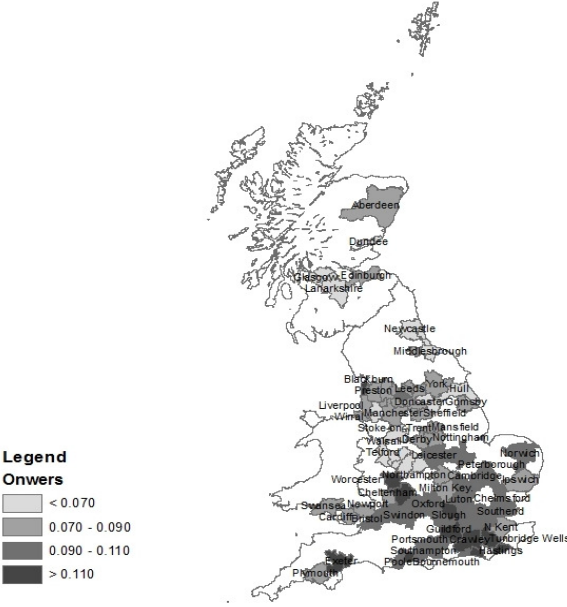 Aberdeen
Dundee
Glasgow Edinburgh
Lanarkshire
Newcastle
Middlesbrough
Blackburn
Preston Leeds York Hull
Doncaster Grimsby
Liverpool Manchester Sheffield
Wirral
Stoke-on-Trent Mansfield
Walsall Derby Nottingham
Telford Leicester
Norwich
Peterborough
Northampton Cambridge Ipswich
Worcester Milton Key
Cheltenham Luton Chelmsford
Swansea Newport Oxford Southend
Cardiff Bristol Swindon Slough
Guildford N Kent
Portsmouth Crawley Tunbridge Wells
Southampton Hastings
Exeter Poole Bournemouth
Plymouth
Legend
Onwers
< 0.070
0.070 - 0.090
0.090 - 0.110
> 0.110